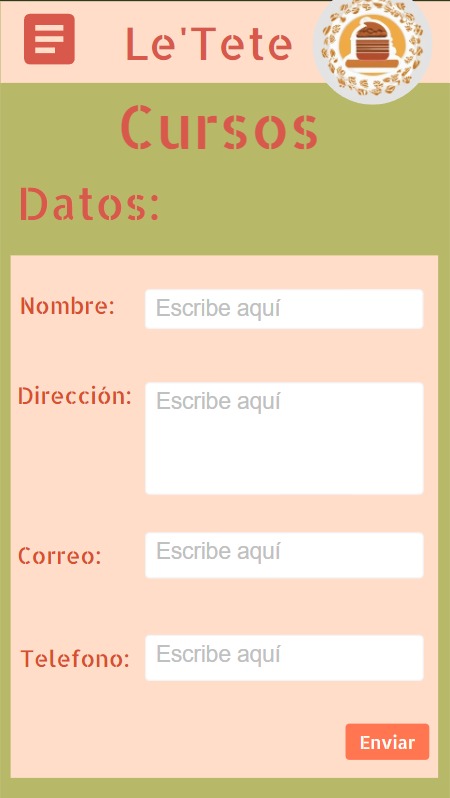 Le'Tete
Cursos
Datos:
Nombre: Escribe aquí
Dirección: Escribe aquí
Correo: Escribe aquí
Telefono: Escribe aquí
Enviar